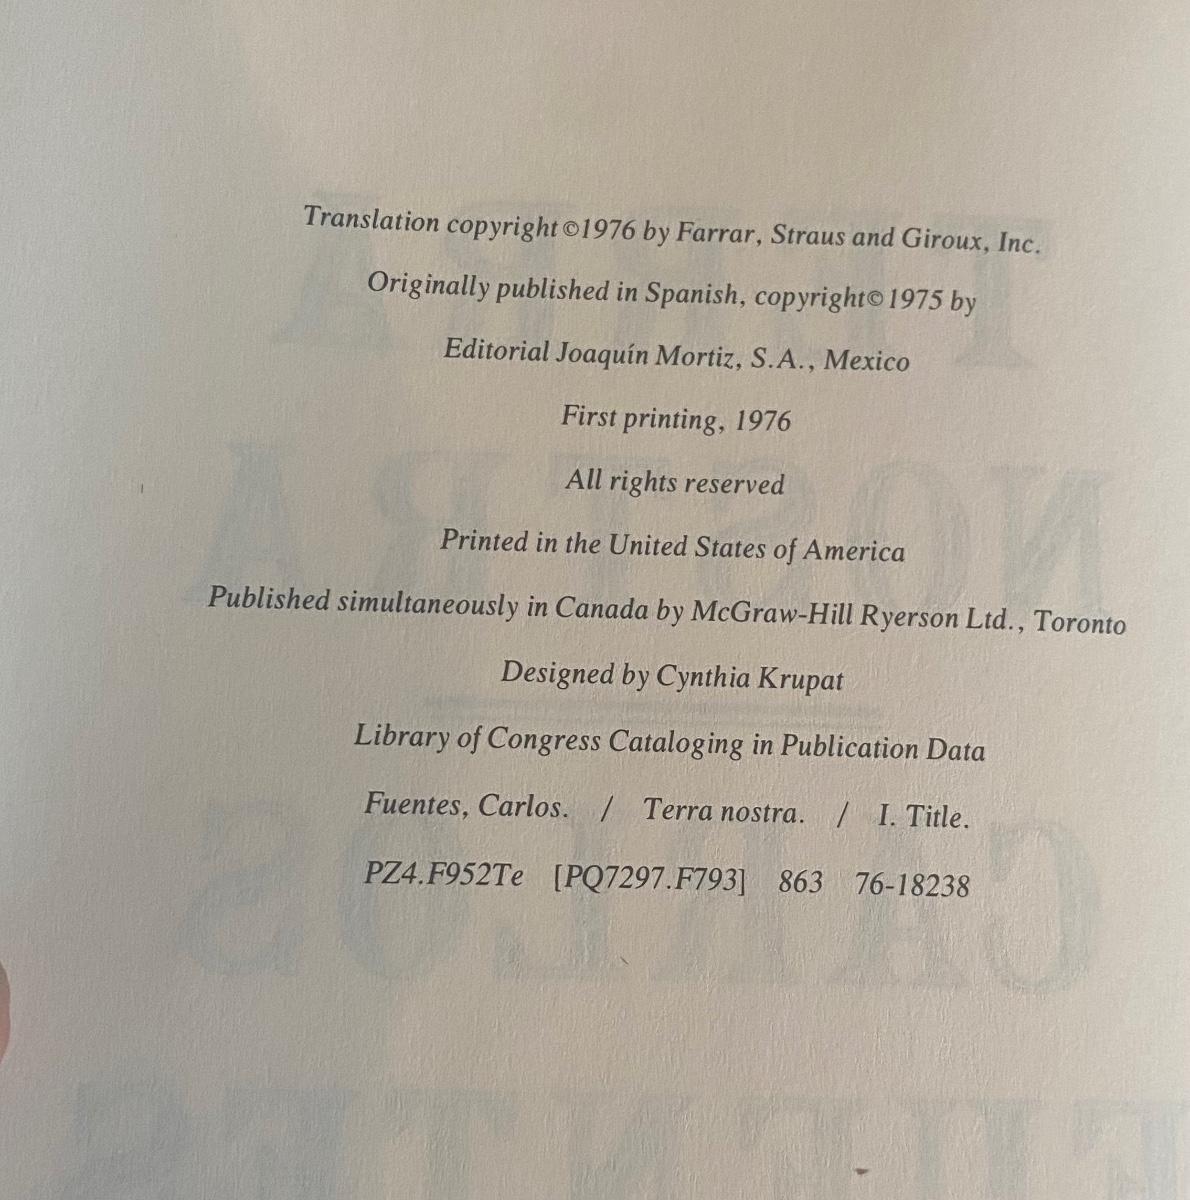 Translation copyright ©1976 by Farrar, Straus and Giroux, Inc.
Originally published in Spanish, copyright © 1975 by
Editorial Joaquín Mortiz, S.A., Mexico
First printing, 1976
All rights reserved
Printed in the United States of America
Published simultaneously in Canada by McGraw-Hill Ryerson Ltd., Toronto
Designed by Cynthia Krupat
Library of Congress Cataloging in Publication Data
Fuentes, Carlos. / Terra nostra. / I. Title.
PZ4.F952Te [PQ7297.F793] 863 76-18238